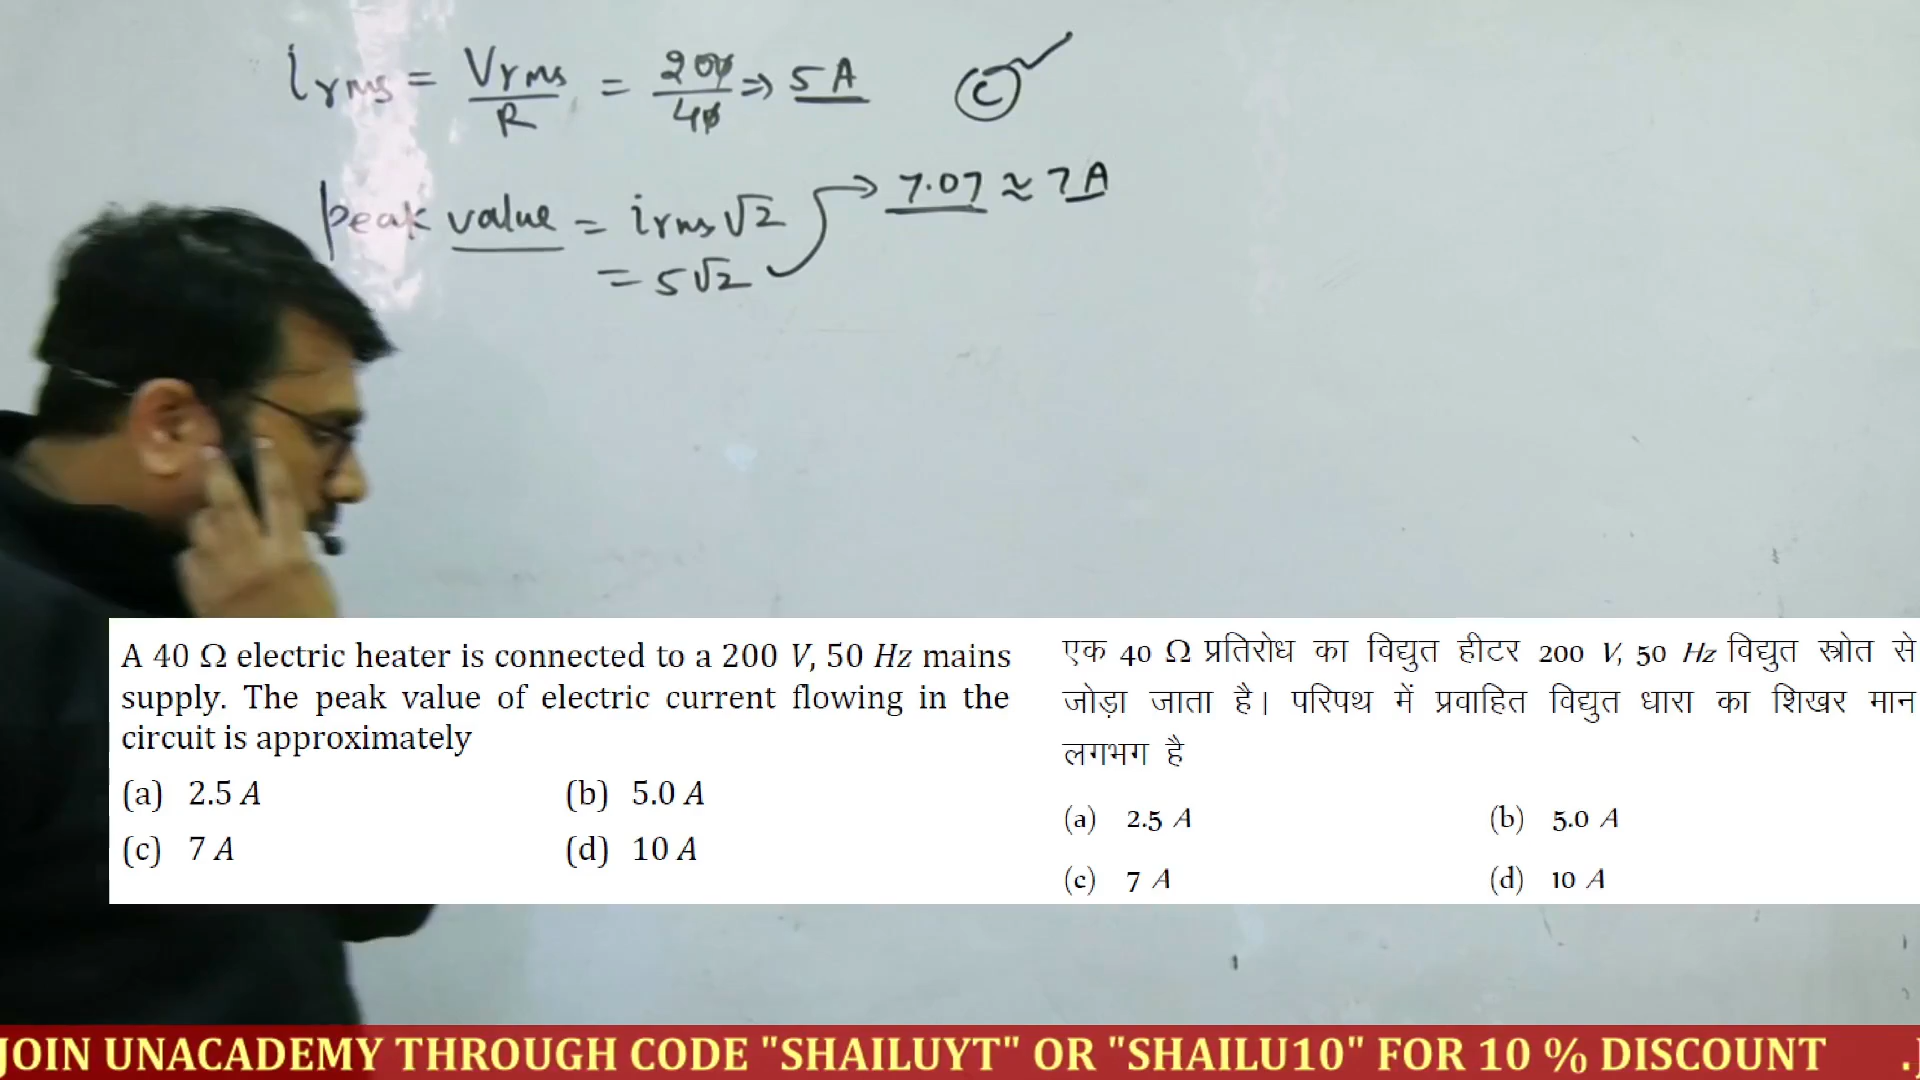 irms = Vrms/R = 200/40 ⇒ 5 A  C ✓
peak value = irms √2 → 7.07 ≈ 7 A
= 5√2
A 40 Ω electric heater is connected to a 200 V, 50 Hz mains
supply. The peak value of electric current flowing in the
circuit is approximately
(a) 2.5 A (b) 5.0 A
(c) 7 A (d) 10 A
एक 40 Ω प्रतिरोध का विद्युत हीटर 200 V, 50 Hz विद्युत स्त्रोत से
जोड़ा जाता है। परिपथ में प्रवाहित विद्युत धारा का शिखर मान
लगभग है
(a) 2.5 A (b) 5.0 A
(c) 7 A (d) 10 A
JOIN UNACADEMY THROUGH CODE "SHAILUYT" OR "SHAILU10" FOR 10 % DISCOUNT